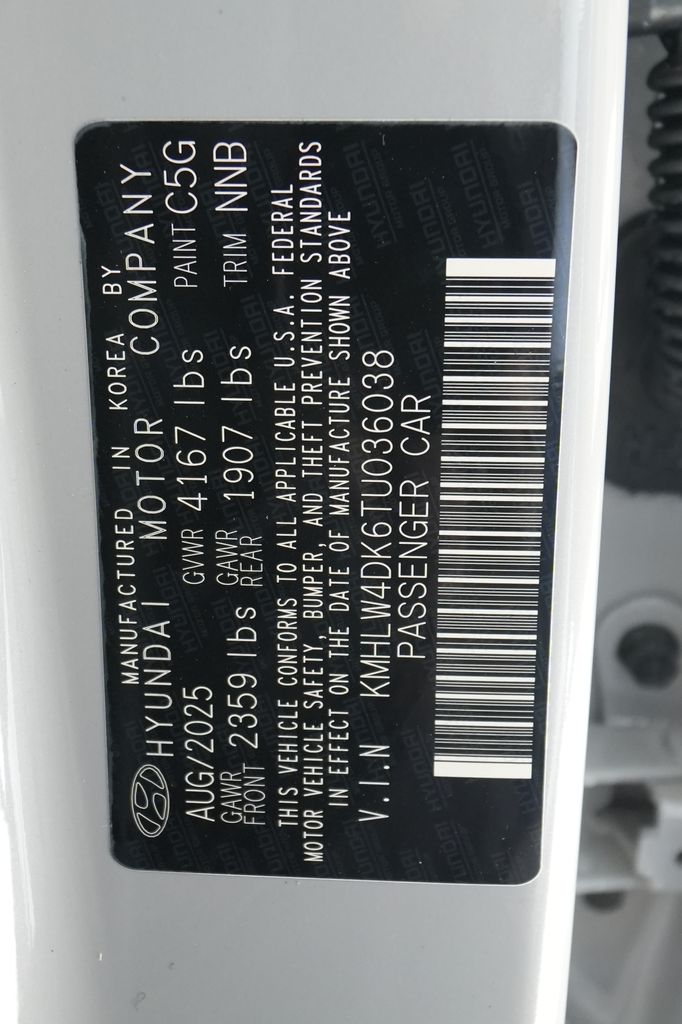 MANUFACTURED IN KOREA BY
HYUNDAI MOTOR COMPANY
AUG/2025 GVWR 4167 lbs PAINT C5G
GAWR FRONT 2359 lbs GAWR REAR 1907 lbs TRIM NNB
THIS VEHICLE CONFORMS TO ALL APPLICABLE U.S.A. FEDERAL
MOTOR VEHICLE SAFETY, BUMPER, AND THEFT PREVENTION STANDARDS
IN EFFECT ON THE DATE OF MANUFACTURE SHOWN ABOVE
V.I.N KMHLW4DK6TU036038
PASSENGER CAR